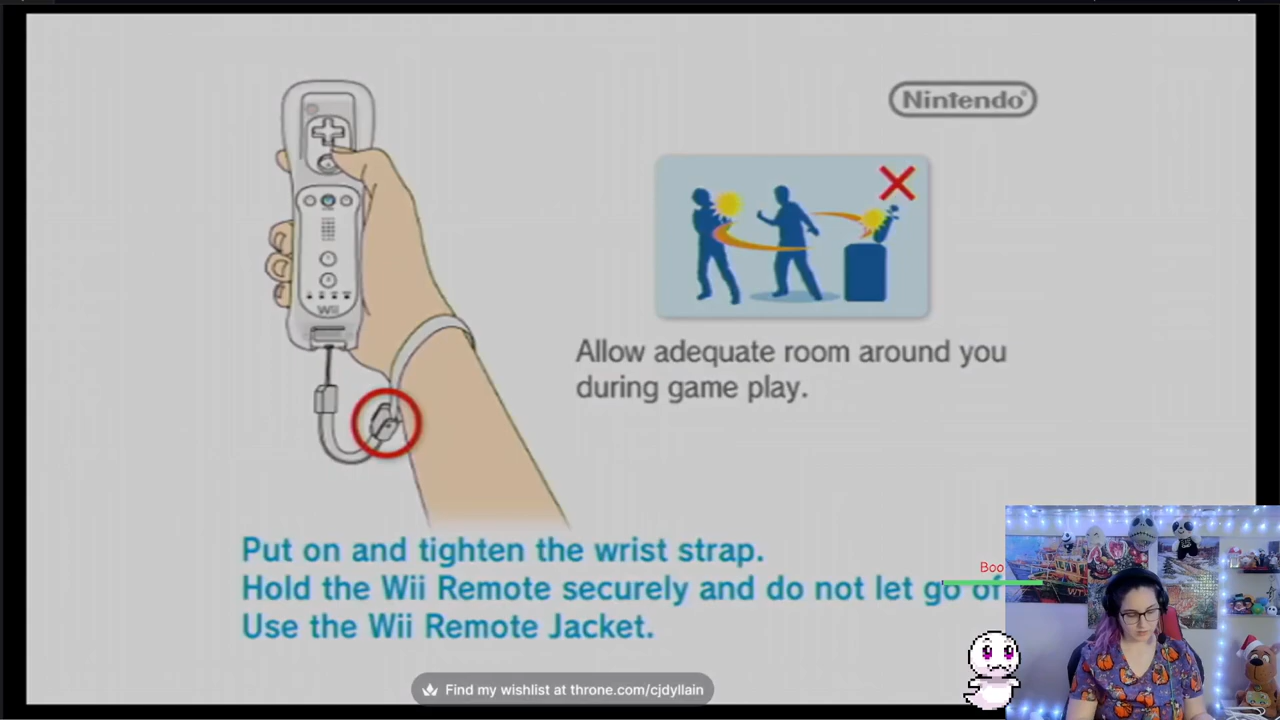 Nintendo®
Allow adequate room around you
during game play.
Wii
Put on and tighten the wrist strap.
Boo
Hold the Wii Remote securely and do not let go of
Use the Wii Remote Jacket.
Find my wishlist at throne.com/cjdyllain